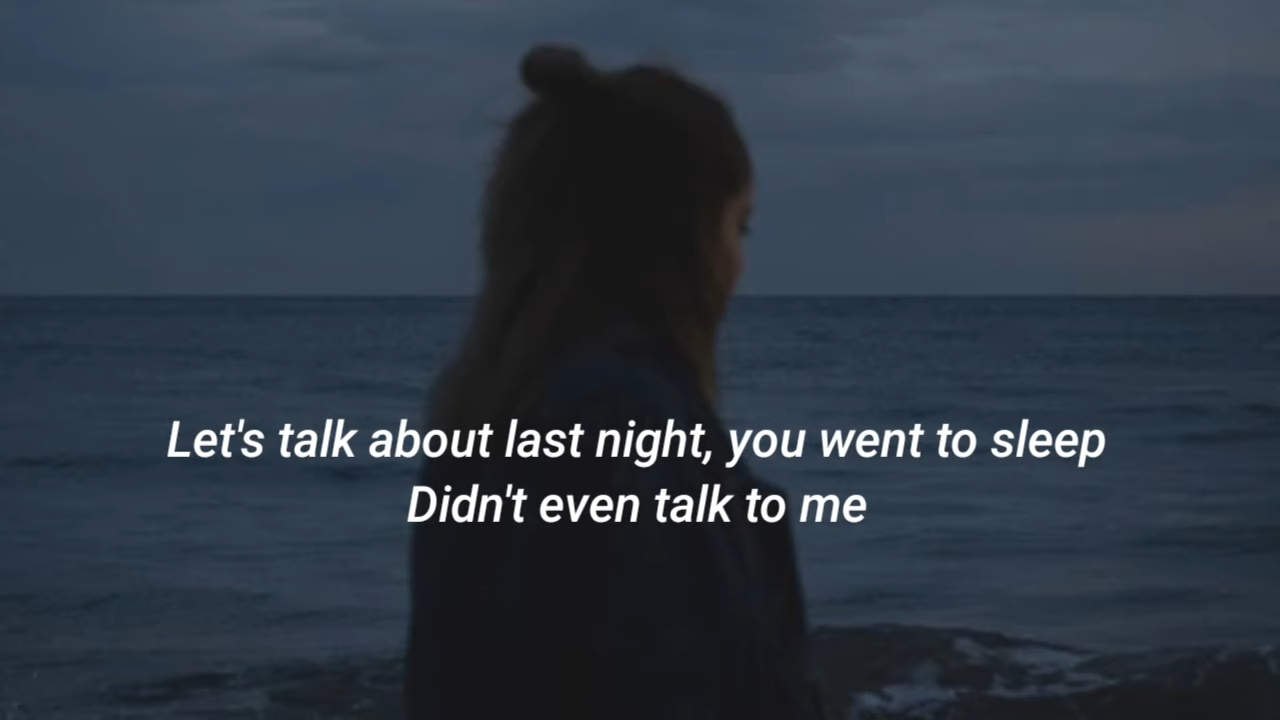 Let's talk about last night, you went to sleep
Didn't even talk to me